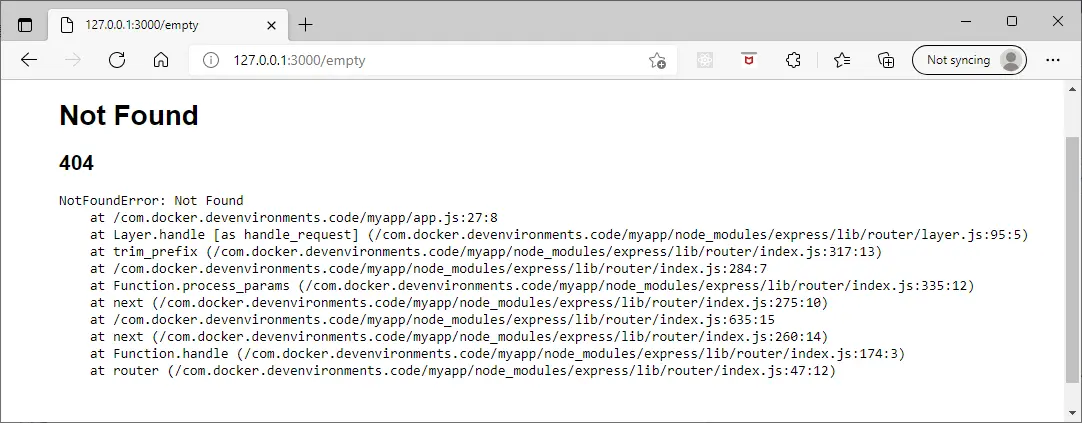 127.0.0.1:3000/empty
127.0.0.1:3000/empty
Not syncing
Not Found
404
NotFoundError: Not Found
    at /com.docker.devenvironments.code/myapp/app.js:27:8
    at Layer.handle [as handle_request] (/com.docker.devenvironments.code/myapp/node_modules/express/lib/router/layer.js:95:5)
    at trim_prefix (/com.docker.devenvironments.code/myapp/node_modules/express/lib/router/index.js:317:13)
    at /com.docker.devenvironments.code/myapp/node_modules/express/lib/router/index.js:284:7
    at Function.process_params (/com.docker.devenvironments.code/myapp/node_modules/express/lib/router/index.js:335:12)
    at next (/com.docker.devenvironments.code/myapp/node_modules/express/lib/router/index.js:275:10)
    at /com.docker.devenvironments.code/myapp/node_modules/express/lib/router/index.js:635:15
    at next (/com.docker.devenvironments.code/myapp/node_modules/express/lib/router/index.js:260:14)
    at Function.handle (/com.docker.devenvironments.code/myapp/node_modules/express/lib/router/index.js:174:3)
    at router (/com.docker.devenvironments.code/myapp/node_modules/express/lib/router/index.js:47:12)